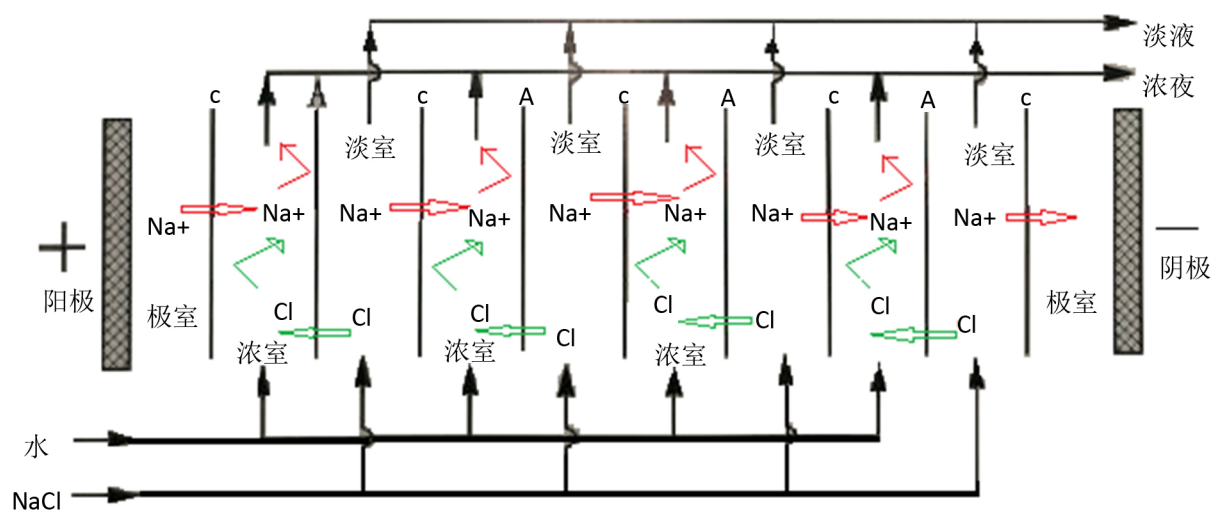 淡液
浓夜
c c A c A c A c
淡室 淡室 淡室 淡室
Na+ Na+ Na+ Na+ Na+ Na+ Na+ Na+ Na+
+ 阳极
— 阴极
极室 Cl Cl Cl Cl Cl Cl Cl Cl 极室
浓室 浓室 浓室
水
NaCl